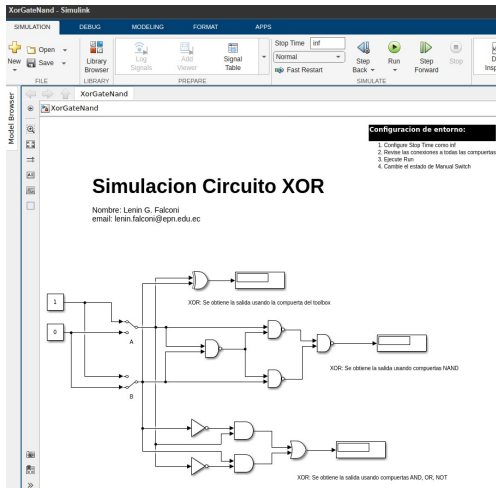 XorGateNand - Simulink
SIMULATION DEBUG MODELING FORMAT APPS
New
Open
Save
FILE
Library Browser
LIBRARY
Log Signals
Add Viewer
Signal Table
PREPARE
Stop Time inf
Normal
Fast Restart
Step Back
Run
Step Forward
Stop
SIMULATE
XorGateNand
XorGateNand
Model Browser
Configuracion de entorno:
1. Configure Stop Time como inf
2. Revise las conexiones a todas las compuertas
3. Ejecute Run
4. Cambie el estado de Manual Switch
Simulacion Circuito XOR
Nombre: Lenin G. Falconi
email: lenin.falconi@epn.edu.ec
1
XOR: Se obtiene la salida usando la compuerta del toolbox
0
A
XOR: Se obtiene la salida usando compuertas NAND
B
XOR: Se obtiene la salida usando compuertas AND, OR, NOT